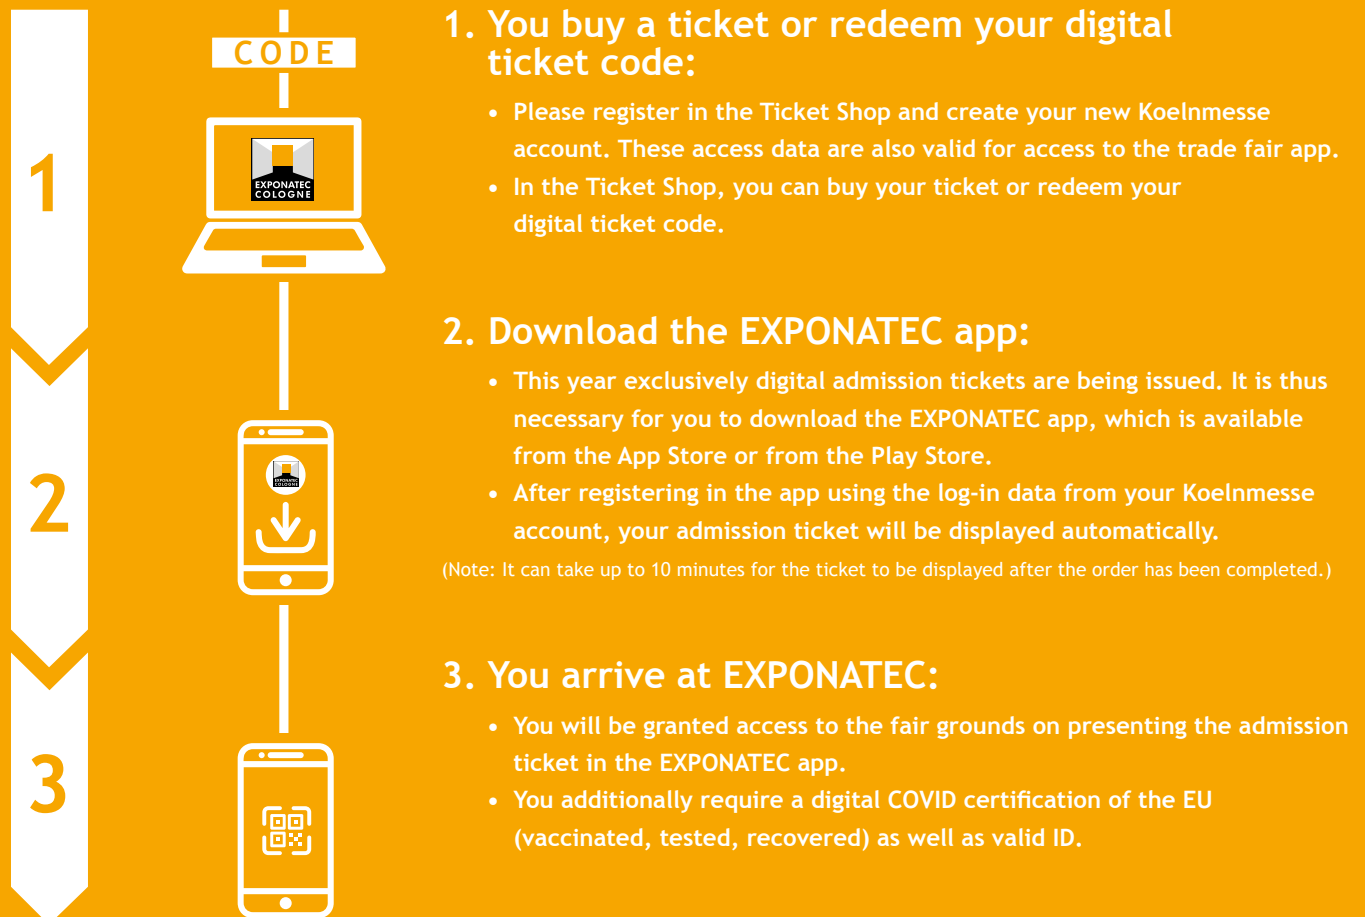 CODE
EXPONATEC
COLOGNE
1
1. You buy a ticket or redeem your digital
ticket code:
• Please register in the Ticket Shop and create your new Koelnmesse
account. These access data are also valid for access to the trade fair app.
• In the Ticket Shop, you can buy your ticket or redeem your
digital ticket code.
2
EXPONATEC
COLOGNE
2. Download the EXPONATEC app:
• This year exclusively digital admission tickets are being issued. It is thus
necessary for you to download the EXPONATEC app, which is available
from the App Store or from the Play Store.
• After registering in the app using the log-in data from your Koelnmesse
account, your admission ticket will be displayed automatically.
(Note: It can take up to 10 minutes for the ticket to be displayed after the order has been completed.)
3
3. You arrive at EXPONATEC:
• You will be granted access to the fair grounds on presenting the admission
ticket in the EXPONATEC app.
• You additionally require a digital COVID certification of the EU
(vaccinated, tested, recovered) as well as valid ID.